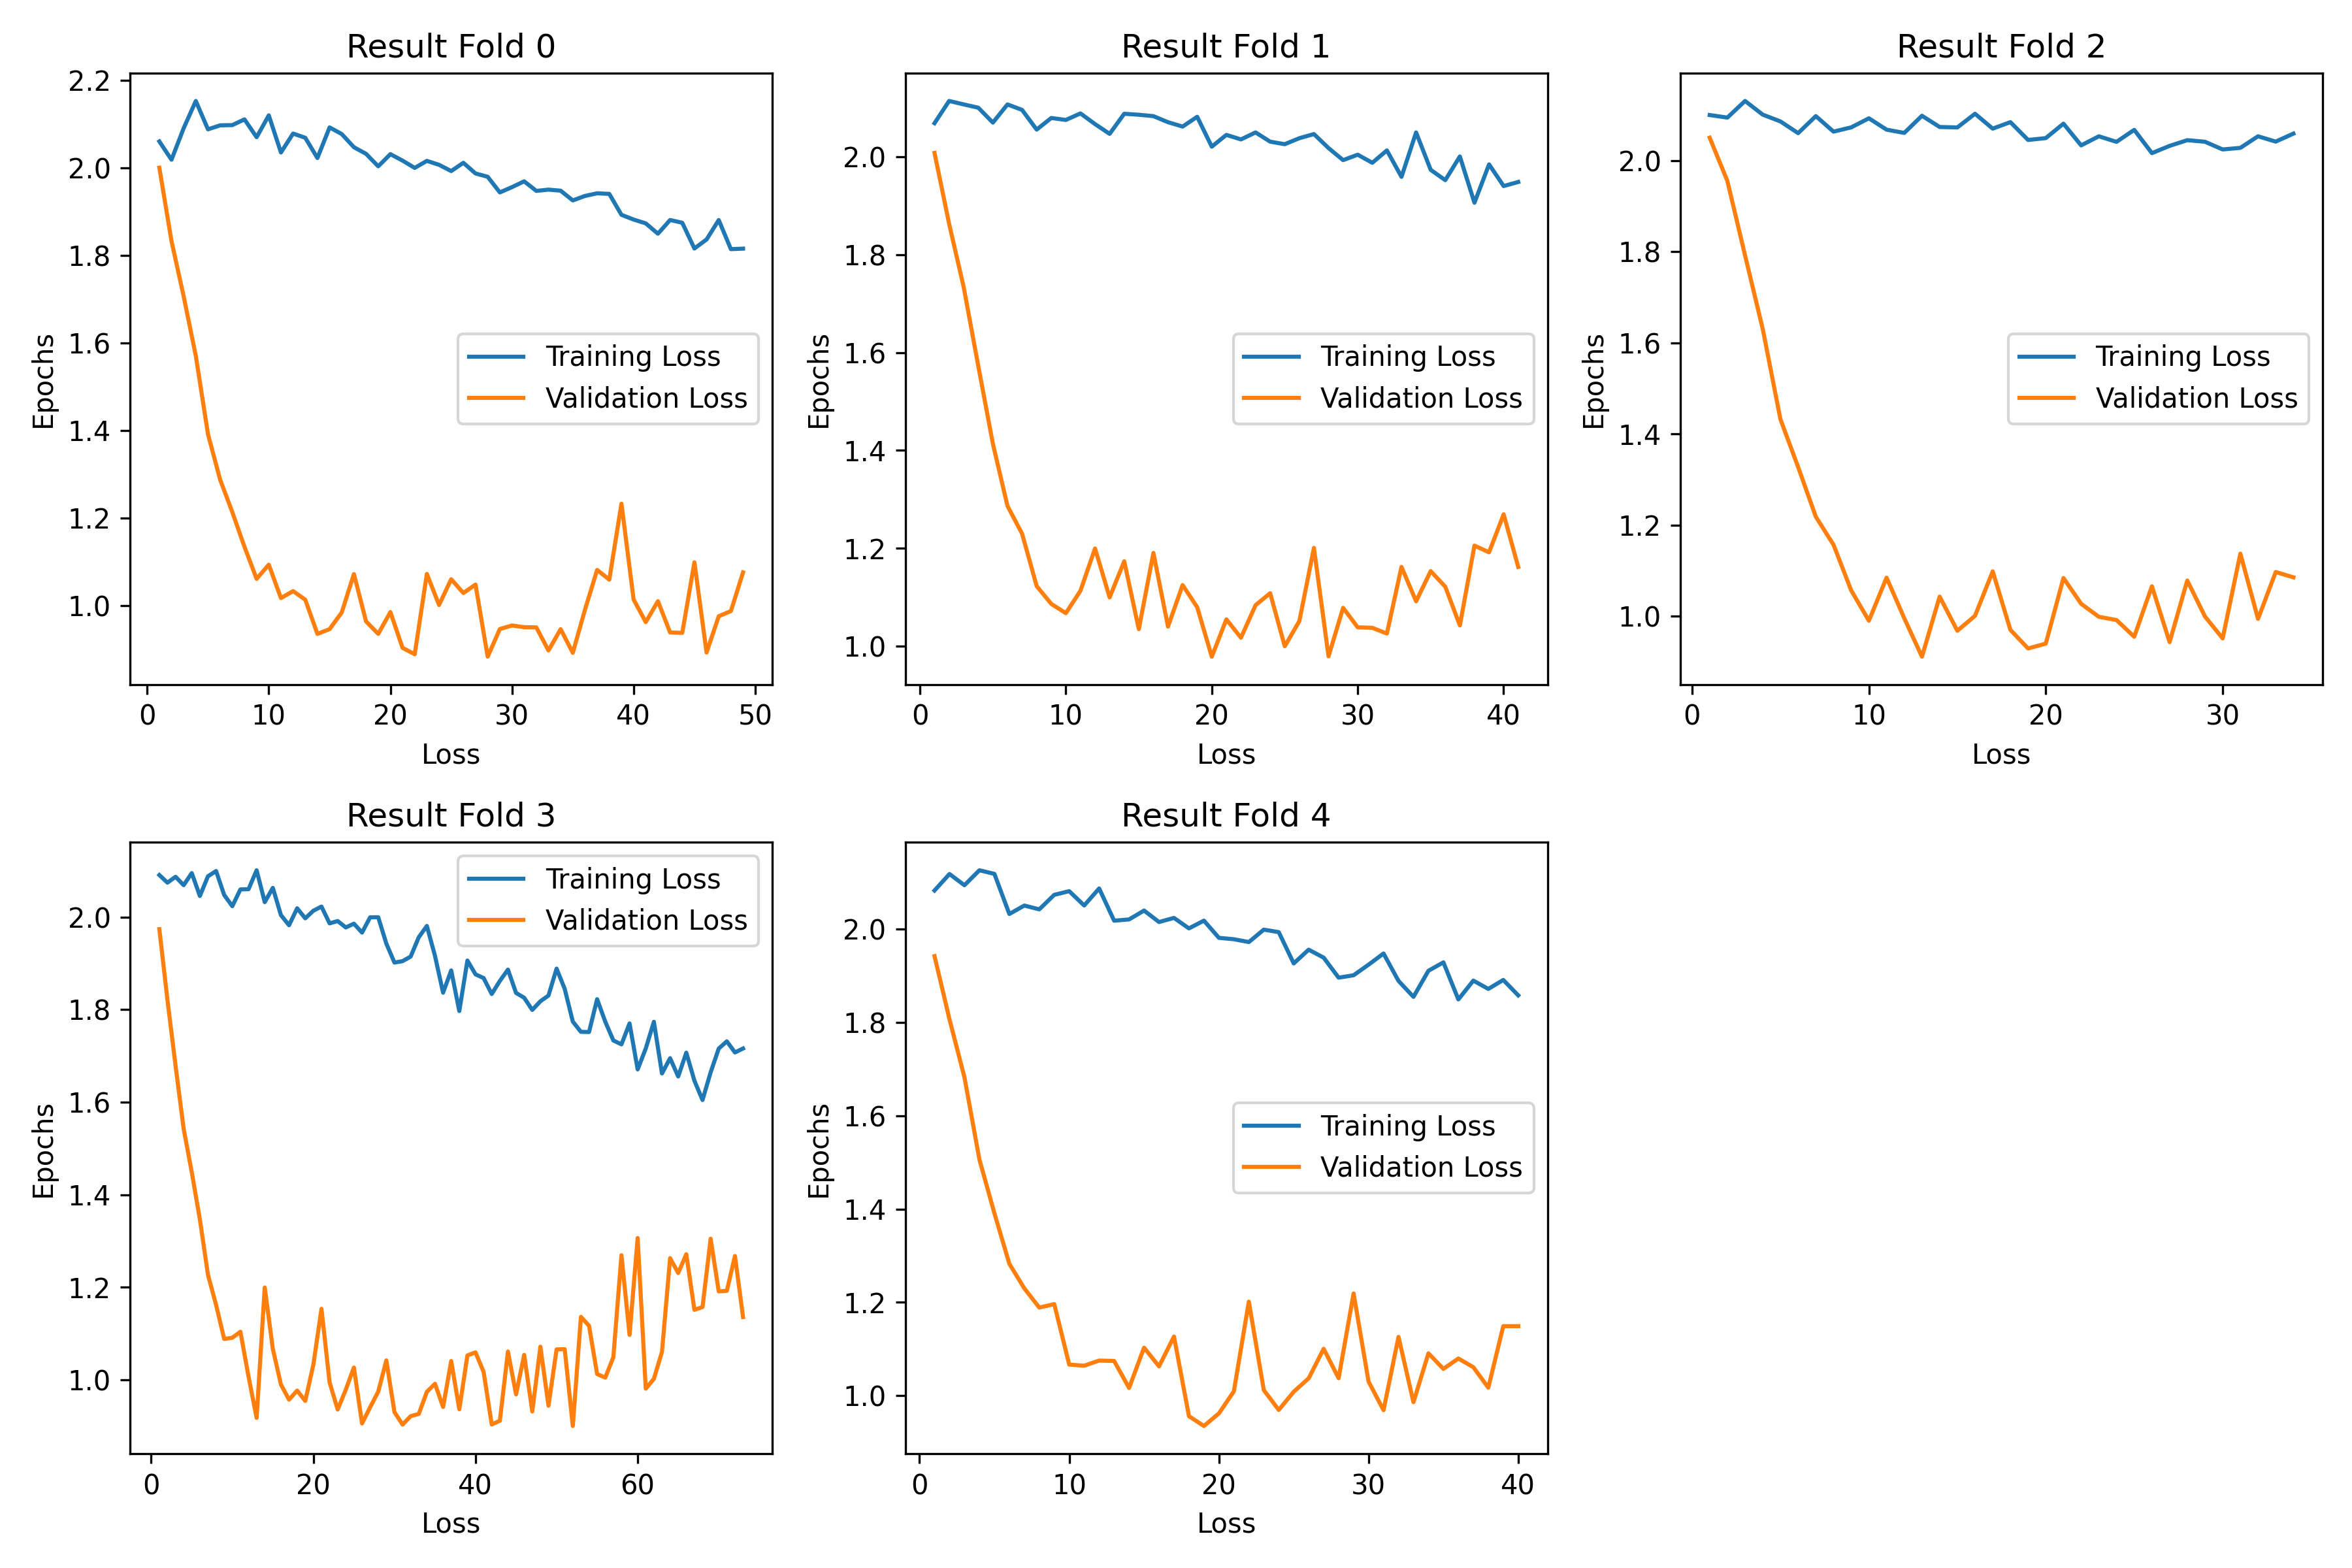 Result Fold 0
2.2
2.0
1.8
1.6
1.4
1.2
1.0
Epochs
Training Loss
Validation Loss
0 10 20 30 40 50
Loss
Result Fold 1
2.0
1.8
1.6
1.4
1.2
1.0
Epochs
Training Loss
Validation Loss
0 10 20 30 40
Loss
Result Fold 2
2.0
1.8
1.6
1.4
1.2
1.0
Epochs
Training Loss
Validation Loss
0 10 20 30
Loss
Result Fold 3
2.0
1.8
1.6
1.4
1.2
1.0
Epochs
Training Loss
Validation Loss
0 20 40 60
Loss
Result Fold 4
2.0
1.8
1.6
1.4
1.2
1.0
Epochs
Training Loss
Validation Loss
0 10 20 30 40
Loss